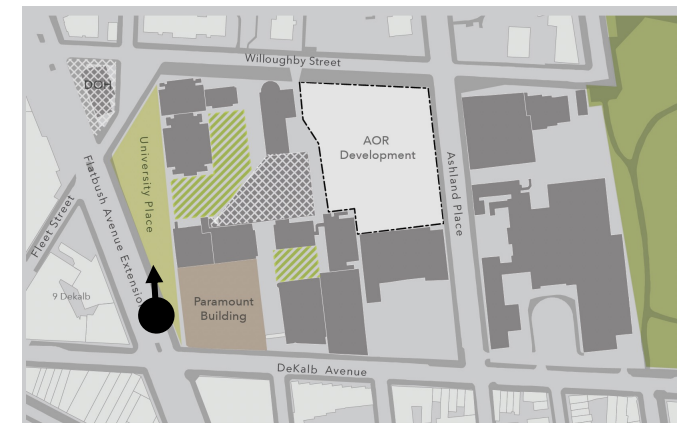 Willoughby Street
DOH
University Place
AOR
Development
Ashland Place
Flatbush Avenue Extension
Fleet Street
9 Dekalb
Paramount
Building
DeKalb Avenue